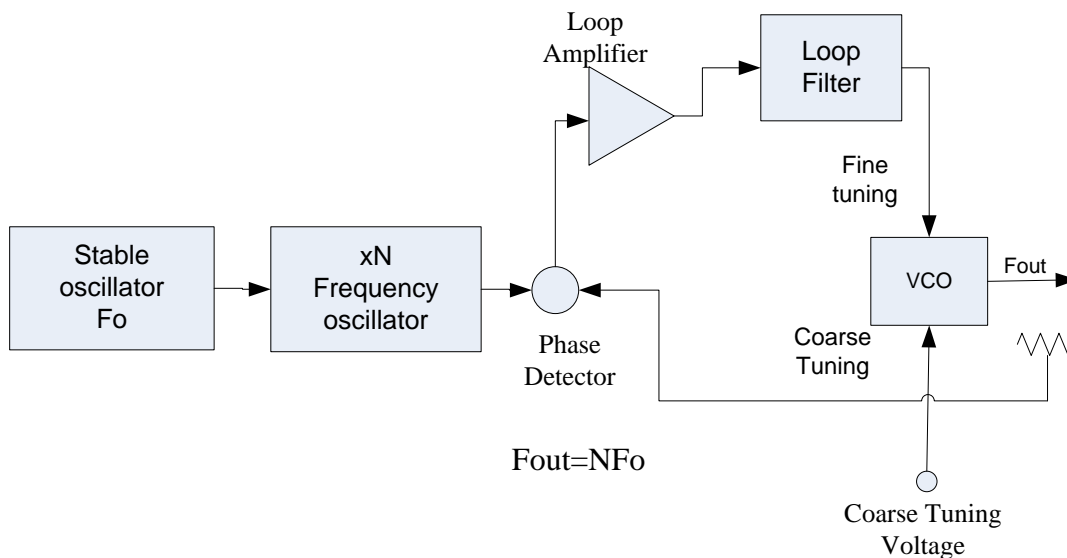 Loop
Amplifier
Loop
Filter
Fine
tuning
Stable
oscillator
Fo
xN
Frequency
oscillator
Phase
Detector
VCO
Fout
Coarse
Tuning
Fout=NFo
Coarse Tuning
Voltage